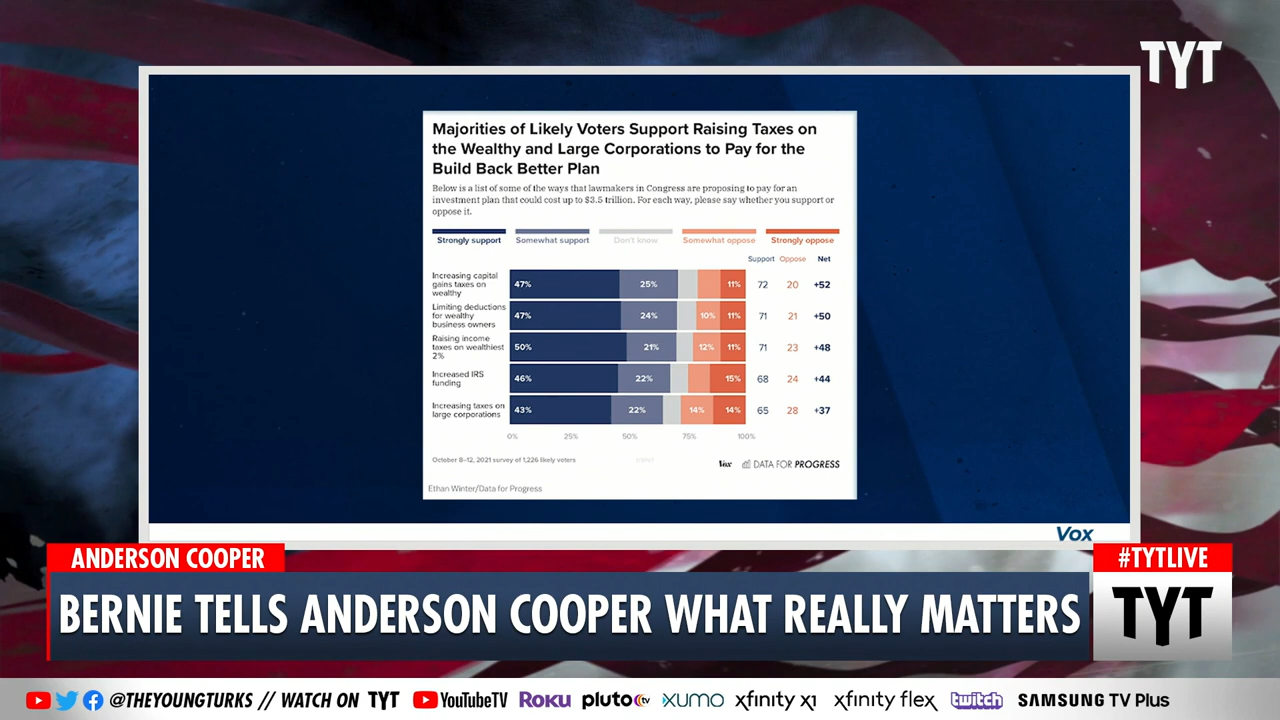 TYT
Majorities of Likely Voters Support Raising Taxes on
the Wealthy and Large Corporations to Pay for the
Build Back Better Plan
Below is a list of some of the ways that lawmakers in Congress are proposing to pay for an
investment plan that could cost up to $3.5 trillion. For each way, please say whether you support or
oppose it.
Strongly support Somewhat support Don't know Somewhat oppose Strongly oppose
Support Oppose Net
Increasing capital
gains taxes on
wealthy
47% 25% 11% 72 20 +52
Limiting deductions
for wealthy
business owners
47% 24% 10% 11% 71 21 +50
Raising income
taxes on wealthiest
2%
50% 21% 12% 11% 71 23 +48
Increased IRS
funding
46% 22% 15% 68 24 +44
Increasing taxes on
large corporations
43% 22% 14% 14% 65 28 +37
0% 25% 50% 75% 100%
October 8–12, 2021 survey of 1,226 likely voters
Vox DATA FOR PROGRESS
Ethan Winter/Data for Progress
Vox
ANDERSON COOPER
#TYTLIVE
BERNIE TELLS ANDERSON COOPER WHAT REALLY MATTERS
TYT
@THEYOUNGTURKS // WATCH ON TYT YouTubeTV ROKU pluto tv XUMO xfinity x1 xfinity flex twitch SAMSUNG TV Plus